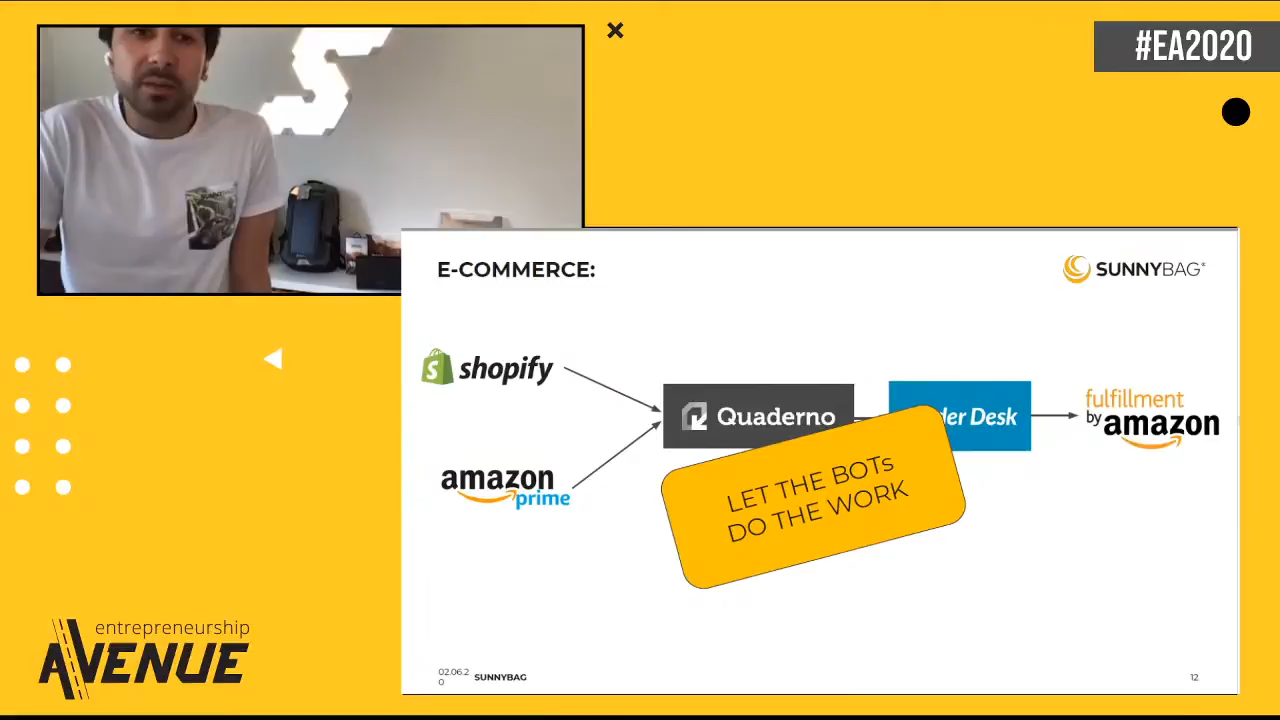 #EA2020
E-COMMERCE:
SUNNYBAG
shopify
Quaderno
der Desk
fulfillment
by amazon
amazon
prime
LET THE BOTs
DO THE WORK
entrepreneurship
AVENUE
02.06.2
0
SUNNYBAG
12